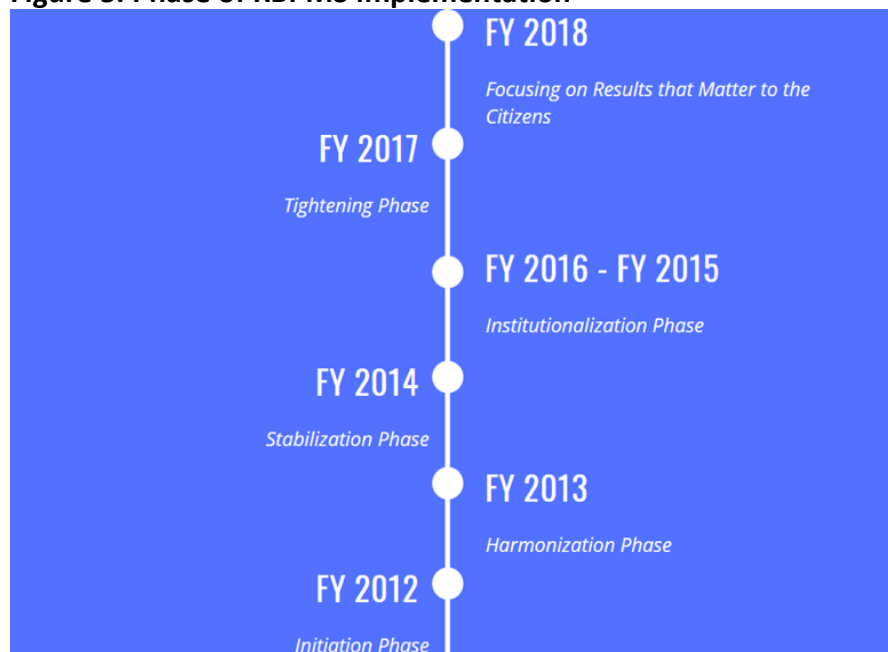 FY 2018
Focusing on Results that Matter to the
Citizens
FY 2017
Tightening Phase
FY 2016 - FY 2015
Institutionalization Phase
FY 2014
Stabilization Phase
FY 2013
Harmonization Phase
FY 2012
Initiation Phase